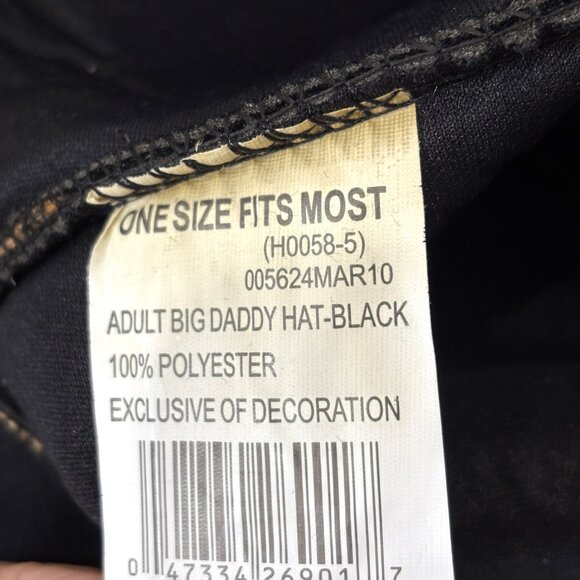 ONE SIZE FITS MOST
(H0058-5)
005624MAR10
ADULT BIG DADDY HAT-BLACK
100% POLYESTER
EXCLUSIVE OF DECORATION
0 47334 26901 7